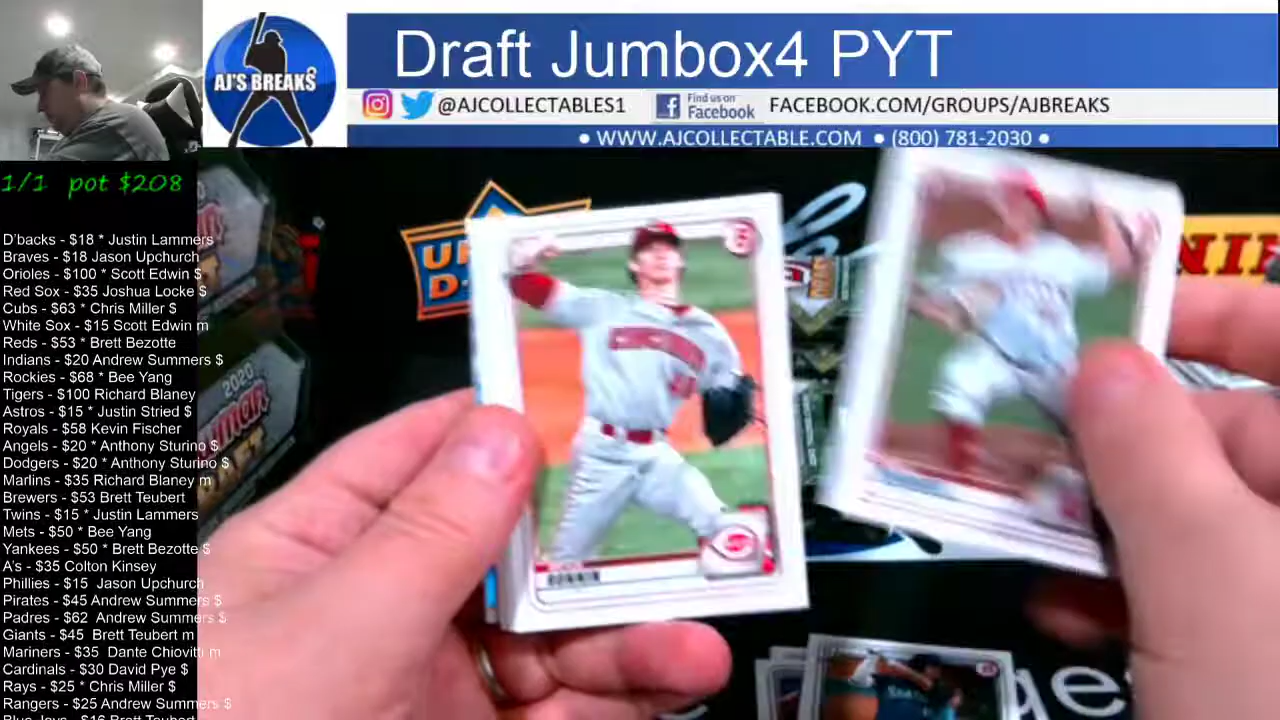 Draft Jumbox4 PYT
AJ'S BREAKS
@AJCOLLECTABLES1
Find us on
Facebook
FACEBOOK.COM/GROUPS/AJBREAKS
● WWW.AJCOLLECTABLE.COM ● (800) 781-2030 ●
1/1 pot $208
D'backs - $18 * Justin Lammers
Braves - $18 Jason Upchurch
Orioles - $100 * Scott Edwin $
Red Sox - $35 Joshua Locke $
Cubs - $63 * Chris Miller $
White Sox - $15 Scott Edwin m
Reds - $53 * Brett Bezotte
Indians - $20 Andrew Summers $
Rockies - $68 * Bee Yang
Tigers - $100 Richard Blaney
Astros - $15 * Justin Stried $
Royals - $58 Kevin Fischer
Angels - $20 * Anthony Sturino $
Dodgers - $20 * Anthony Sturino $
Marlins - $35 Richard Blaney m
Brewers - $53 Brett Teubert
Twins - $15 * Justin Lammers
Mets - $50 * Bee Yang
Yankees - $50 * Brett Bezotte $
A's - $35 Colton Kinsey
Phillies - $15 Jason Upchurch
Pirates - $45 Andrew Summers $
Padres - $62 Andrew Summers $
Giants - $45 Brett Teubert m
Mariners - $35 Dante Chiovitti m
Cardinals - $30 David Pye $
Rays - $25 * Chris Miller $
Rangers - $25 Andrew Summers $
Blue Jays - $16 Brett Teubert
2020
CINCINNATI